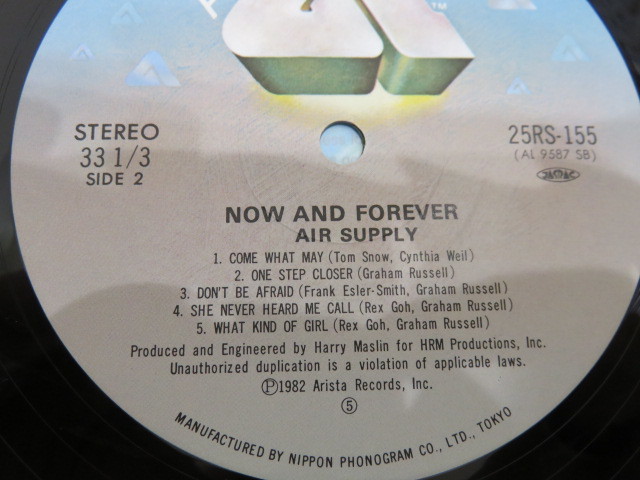 TM
STEREO
33 1/3
SIDE 2
25RS-155
(AL 9587 SB)
NOW AND FOREVER
AIR SUPPLY
1. COME WHAT MAY (Tom Snow, Cynthia Weil)
2. ONE STEP CLOSER (Graham Russell)
3. DON'T BE AFRAID (Frank Esler-Smith, Graham Russell)
4. SHE NEVER HEARD ME CALL (Rex Goh, Graham Russell)
5. WHAT KIND OF GIRL (Rex Goh, Graham Russell)
Produced and Engineered by Harry Maslin for HRM Productions, Inc.
Unauthorized duplication is a violation of applicable laws.
Ⓟ1982 Arista Records, Inc.
⑤
MANUFACTURED BY NIPPON PHONOGRAM CO., LTD., TOKYO